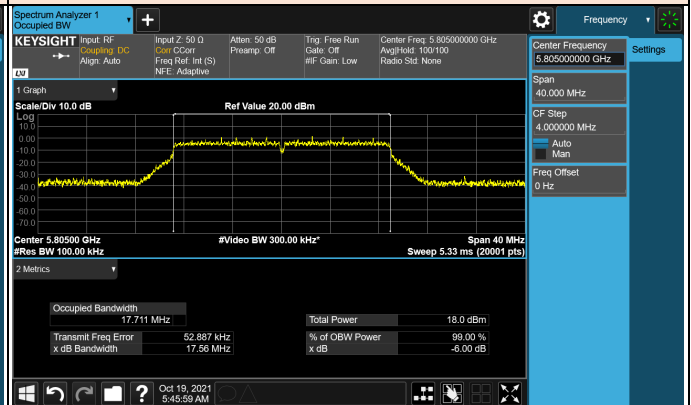 Spectrum Analyzer 1
Occupied BW
+
Frequency
KEYSIGHT Input: RF Input Z: 50 Ω Atten: 50 dB Trig: Free Run Center Freq: 5.805000000 GHz
Coupling: DC Corr CCorr Preamp: Off Gate: Off Avg|Hold: 100/100
Align: Auto Freq Ref: Int (S) #IF Gain: Low Radio Std: None
NFE: Adaptive
LXI
Center Frequency
5.805000000 GHz
Settings
Span
40.000 MHz
CF Step
4.000000 MHz
Auto
Man
Freq Offset
0 Hz
1 Graph
Scale/Div 10.0 dB Ref Value 20.00 dBm
Log
10.0
0.00
-10.0
-20.0
-30.0
-40.0
-50.0
-60.0
-70.0
Center 5.80500 GHz #Video BW 300.00 kHz* Span 40 MHz
#Res BW 100.00 kHz Sweep 5.33 ms (20001 pts)
2 Metrics
Occupied Bandwidth
17.711 MHz Total Power 18.0 dBm
Transmit Freq Error 52.887 kHz % of OBW Power 99.00 %
x dB Bandwidth 17.56 MHz x dB -6.00 dB
? Oct 19, 2021
5:45:59 AM